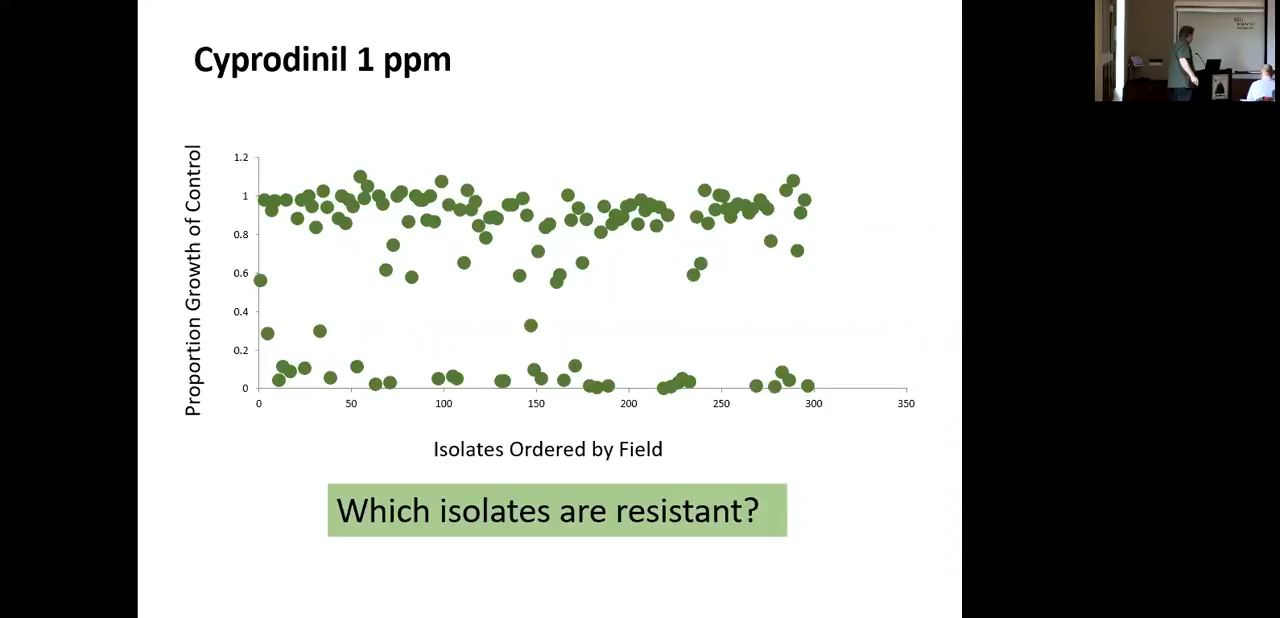 Cyprodinil 1 ppm
Proportion Growth of Control
1.2
1
0.8
0.6
0.4
0.2
0
0 50 100 150 200 250 300 350
Isolates Ordered by Field
Which isolates are resistant?